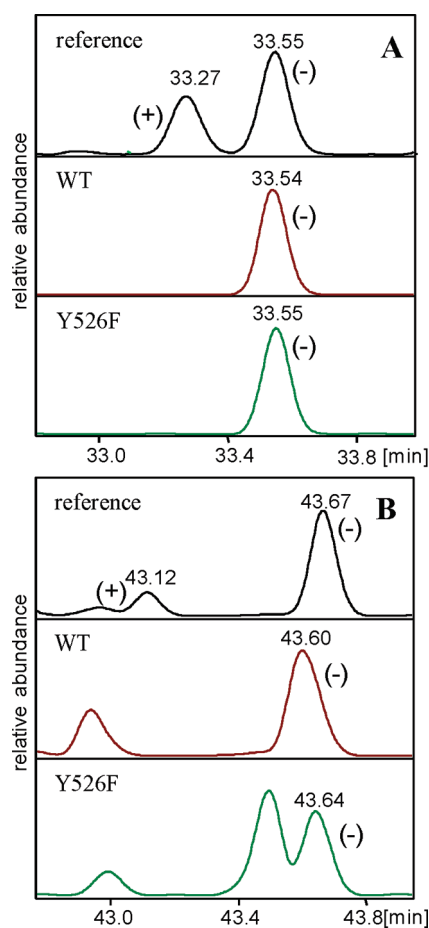 reference
A
33.27
33.55
(+)
(-)
WT
33.54
(-)
Y526F
33.55
(-)
relative abundance
33.0 33.4 33.8 [min]
reference
B
(+) 43.12
43.67
(-)
WT
43.60
(-)
Y526F
43.64
(-)
relative abundance
43.0 43.4 43.8 [min]